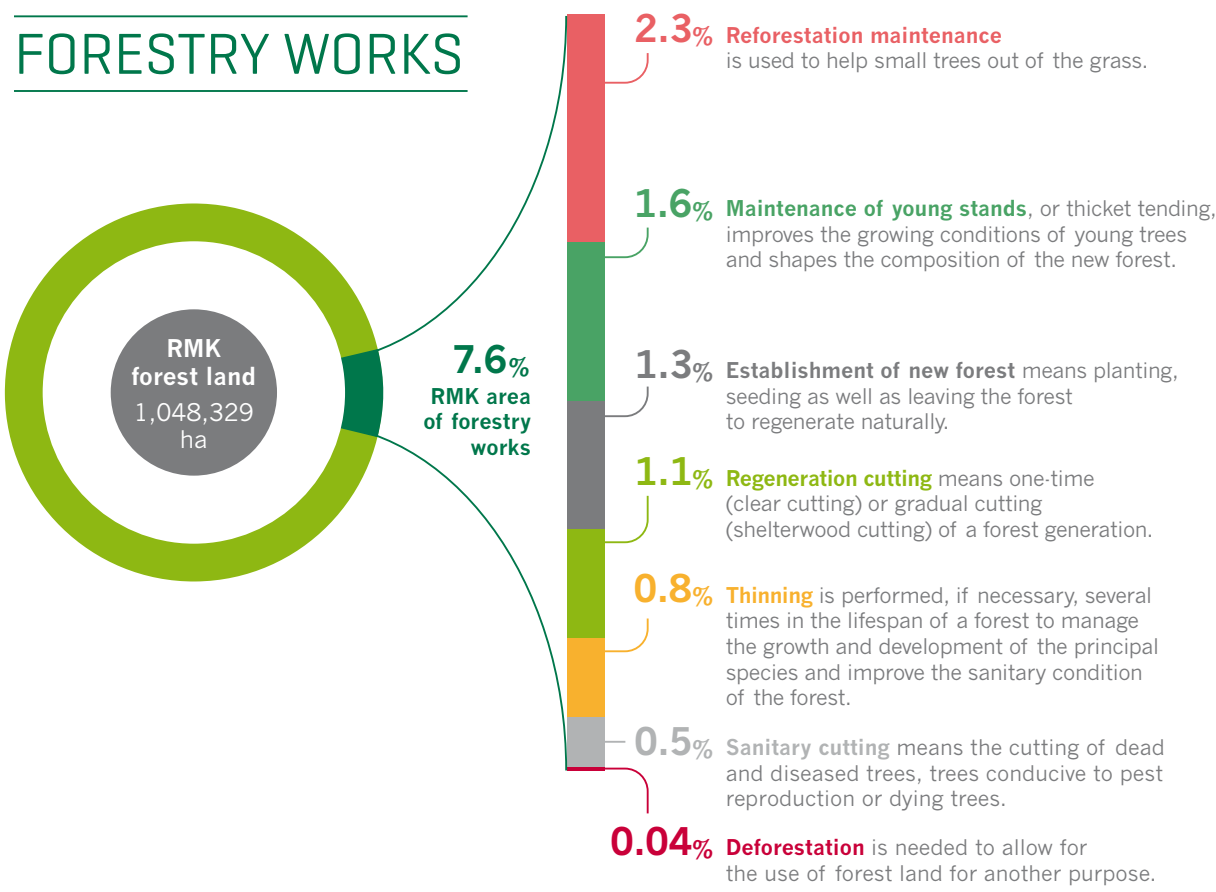 FORESTRY WORKS
RMK
forest land
1,048,329
ha
7.6%
RMK area
of forestry
works
2.3% Reforestation maintenance
is used to help small trees out of the grass.
1.6% Maintenance of young stands, or thicket tending,
improves the growing conditions of young trees
and shapes the composition of the new forest.
1.3% Establishment of new forest means planting,
seeding as well as leaving the forest
to regenerate naturally.
1.1% Regeneration cutting means one-time
(clear cutting) or gradual cutting
(shelterwood cutting) of a forest generation.
0.8% Thinning is performed, if necessary, several
times in the lifespan of a forest to manage
the growth and development of the principal
species and improve the sanitary condition
of the forest.
0.5% Sanitary cutting means the cutting of dead
and diseased trees, trees conducive to pest
reproduction or dying trees.
0.04% Deforestation is needed to allow for
the use of forest land for another purpose.